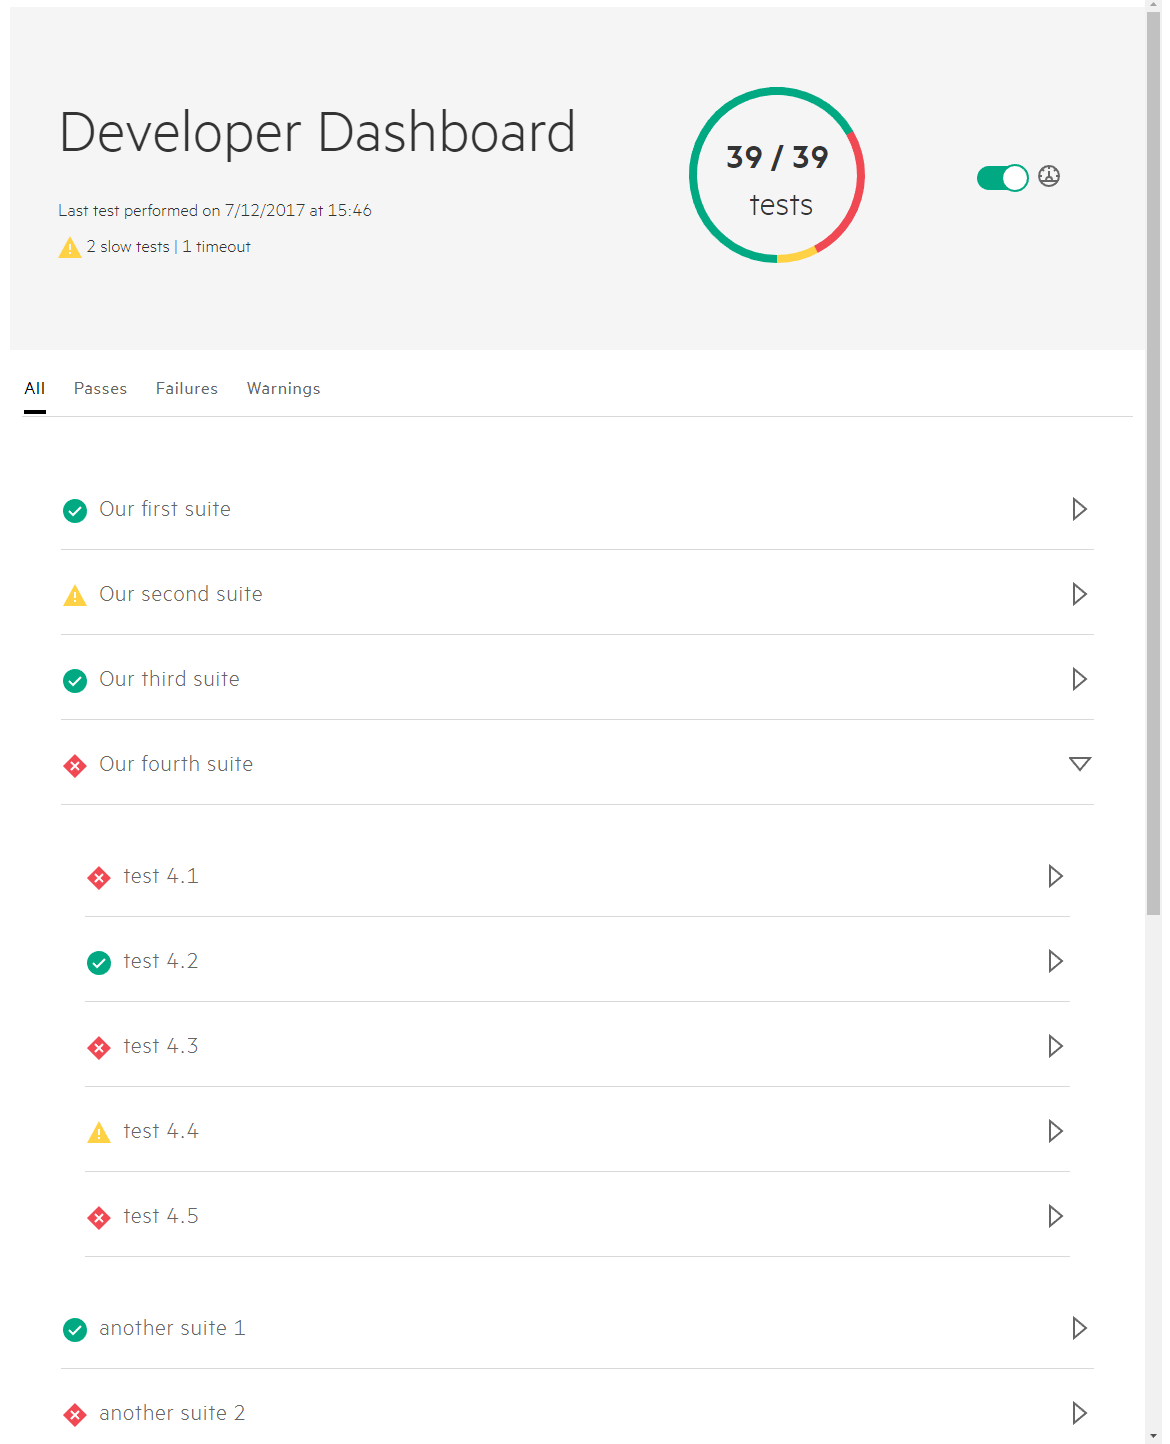 Developer Dashboard
39 / 39
tests
Last test performed on 7/12/2017 at 15:46
2 slow tests | 1 timeout
All Passes Failures Warnings
Our first suite
Our second suite
Our third suite
Our fourth suite
test 4.1
test 4.2
test 4.3
test 4.4
test 4.5
another suite 1
another suite 2